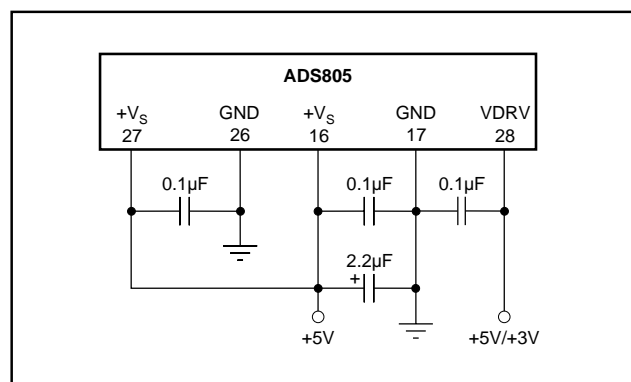 ADS805
+VS GND +VS GND VDRV
27 26 16 17 28
0.1µF 0.1µF 0.1µF
2.2µF
+
+5V +5V/+3V